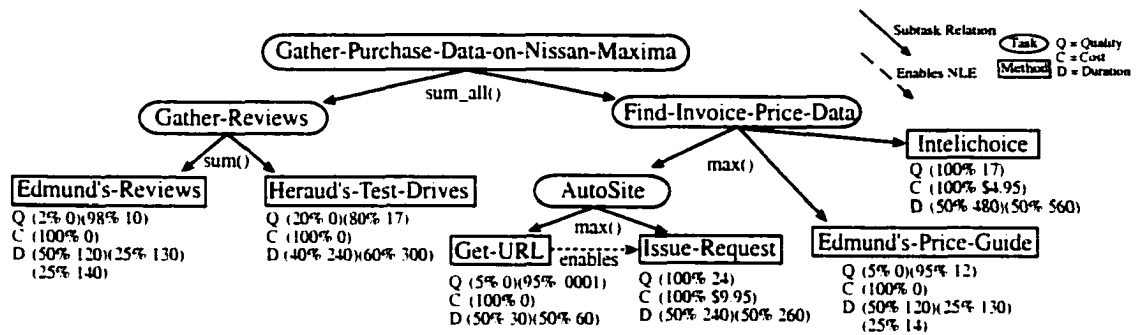 Gather-Purchase-Data-on-Nissan-Maxima
Subtask Relation
Enables NLE
Task
Method
Q = Quality
C = Cost
D = Duration
sum_all()
Gather-Reviews
Find-Invoice-Price-Data
sum()
max()
Intelichoice
Q (100% 17)
C (100% $4.95)
D (50% 480)(50% 560)
Edmund's-Reviews
Q (2% 0)(98% 10)
C (100% 0)
D (50% 120)(25% 130)
(25% 140)
Heraud's-Test-Drives
Q (20% 0)(80% 17)
C (100% 0)
D (40% 240)(60% 300)
AutoSite
max()
Get-URL
enables
Issue-Request
Q (5% 0)(95% .0001)
C (100% 0)
D (50% 30)(50% 60)
Q (100% 24)
C (100% $9.95)
D (50% 240)(50% 260)
Edmund's-Price-Guide
Q (5% 0)(95% 12)
C (100% 0)
D (50% 120)(25% 130)
(25% 14)